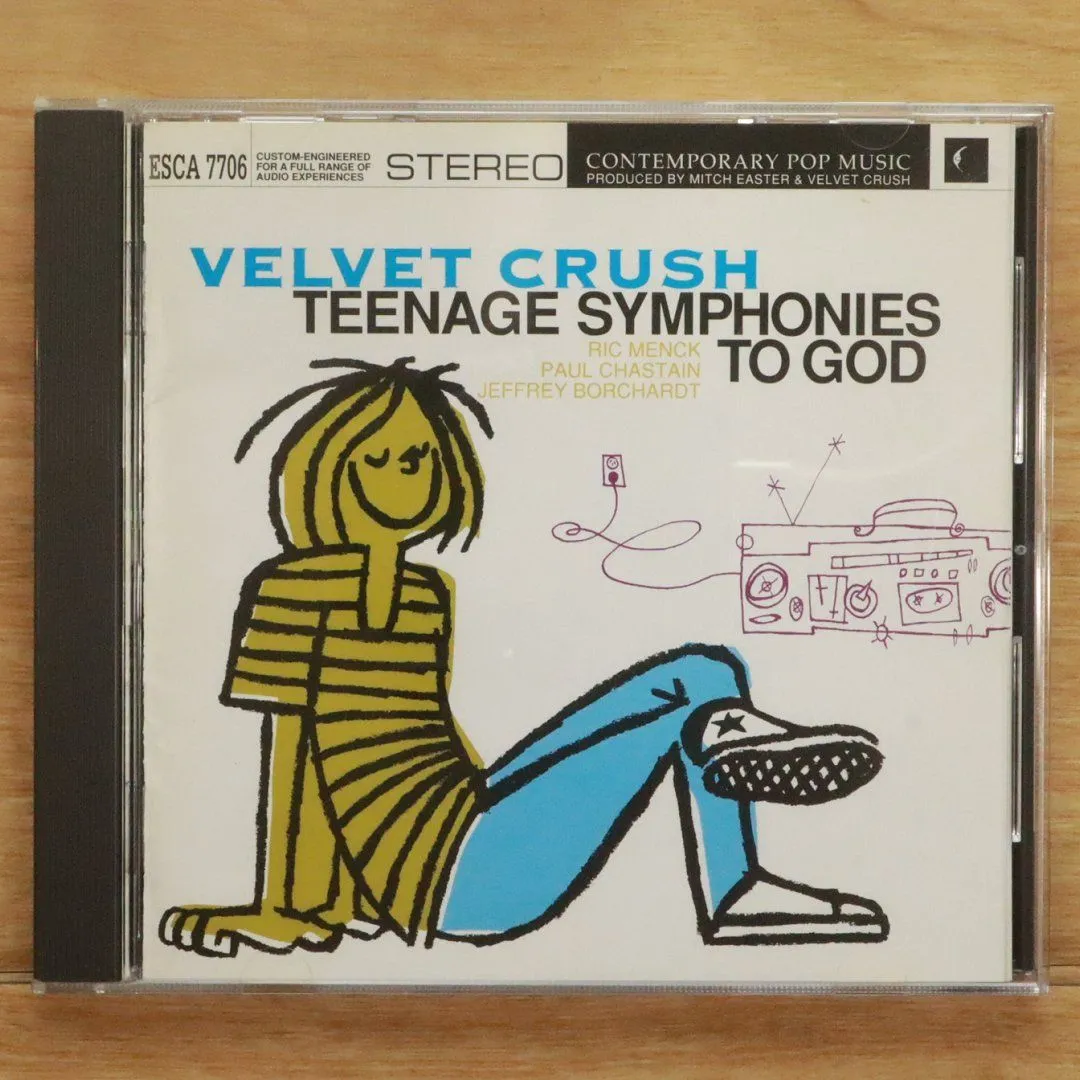 ESCA 7706
CUSTOM-ENGINEERED
FOR A FULL RANGE OF
AUDIO EXPERIENCES
STEREO
CONTEMPORARY POP MUSIC
PRODUCED BY MITCH EASTER & VELVET CRUSH
VELVET CRUSH
TEENAGE SYMPHONIES
TO GOD
RIC MENCK
PAUL CHASTAIN
JEFFREY BORCHARDT